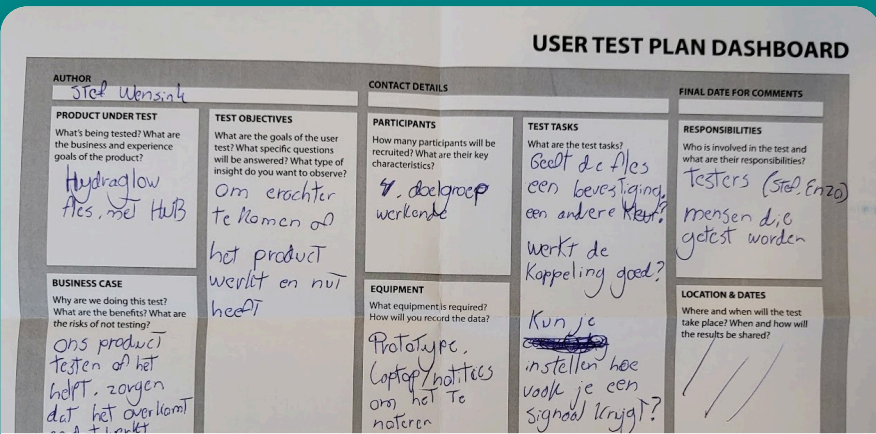 USER TEST PLAN DASHBOARD
AUTHOR
Stef Wensink
CONTACT DETAILS
FINAL DATE FOR COMMENTS
PRODUCT UNDER TEST
What's being tested? What are
the business and experience
goals of the product?
Hydraglow
fles, met HUB
BUSINESS CASE
Why are we doing this test?
What are the benefits? What are
the risks of not testing?
ons product
testen of het
helpt, zorgen
dat het overkomt
TEST OBJECTIVES
What are the goals of the user
test? What specific questions
will be answered? What type of
insight do you want to observe?
om erachter
te komen of
het product
werkt en nut
heeft
PARTICIPANTS
How many participants will be
recruited? What are their key
characteristics?
4, doelgroep
werkende
EQUIPMENT
What equipment is required?
How will you record the data?
Prototype,
Laptop/notities
om het te
noteren
TEST TASKS
What are the test tasks?
Geeft de fles
een bevestiging,
een andere kleur?
werkt de
Koppeling goed?
Kun je
instellen hoe
vaak je een
signaal krijgt?
RESPONSIBILITIES
Who is involved in the test and
what are their responsibilities?
testers (Stef, Enzo)
mensen die
getest worden
LOCATION & DATES
Where and when will the test
take place? When and how will
the results be shared?